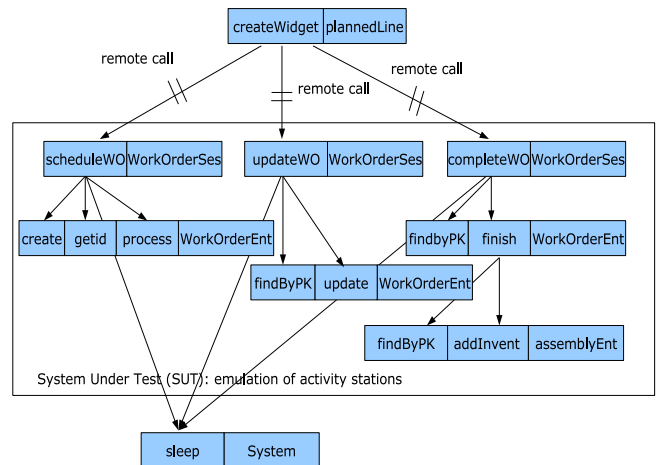 createWidget plannedLine
remote call
remote call
remote call
scheduleWO WorkOrderSes
updateWO WorkOrderSes
completeWO WorkOrderSes
create getid process WorkOrderEnt
findbyPK finish WorkOrderEnt
findByPK update WorkOrderEnt
findByPK addInvent assemblyEnt
System Under Test (SUT): emulation of activity stations
sleep System